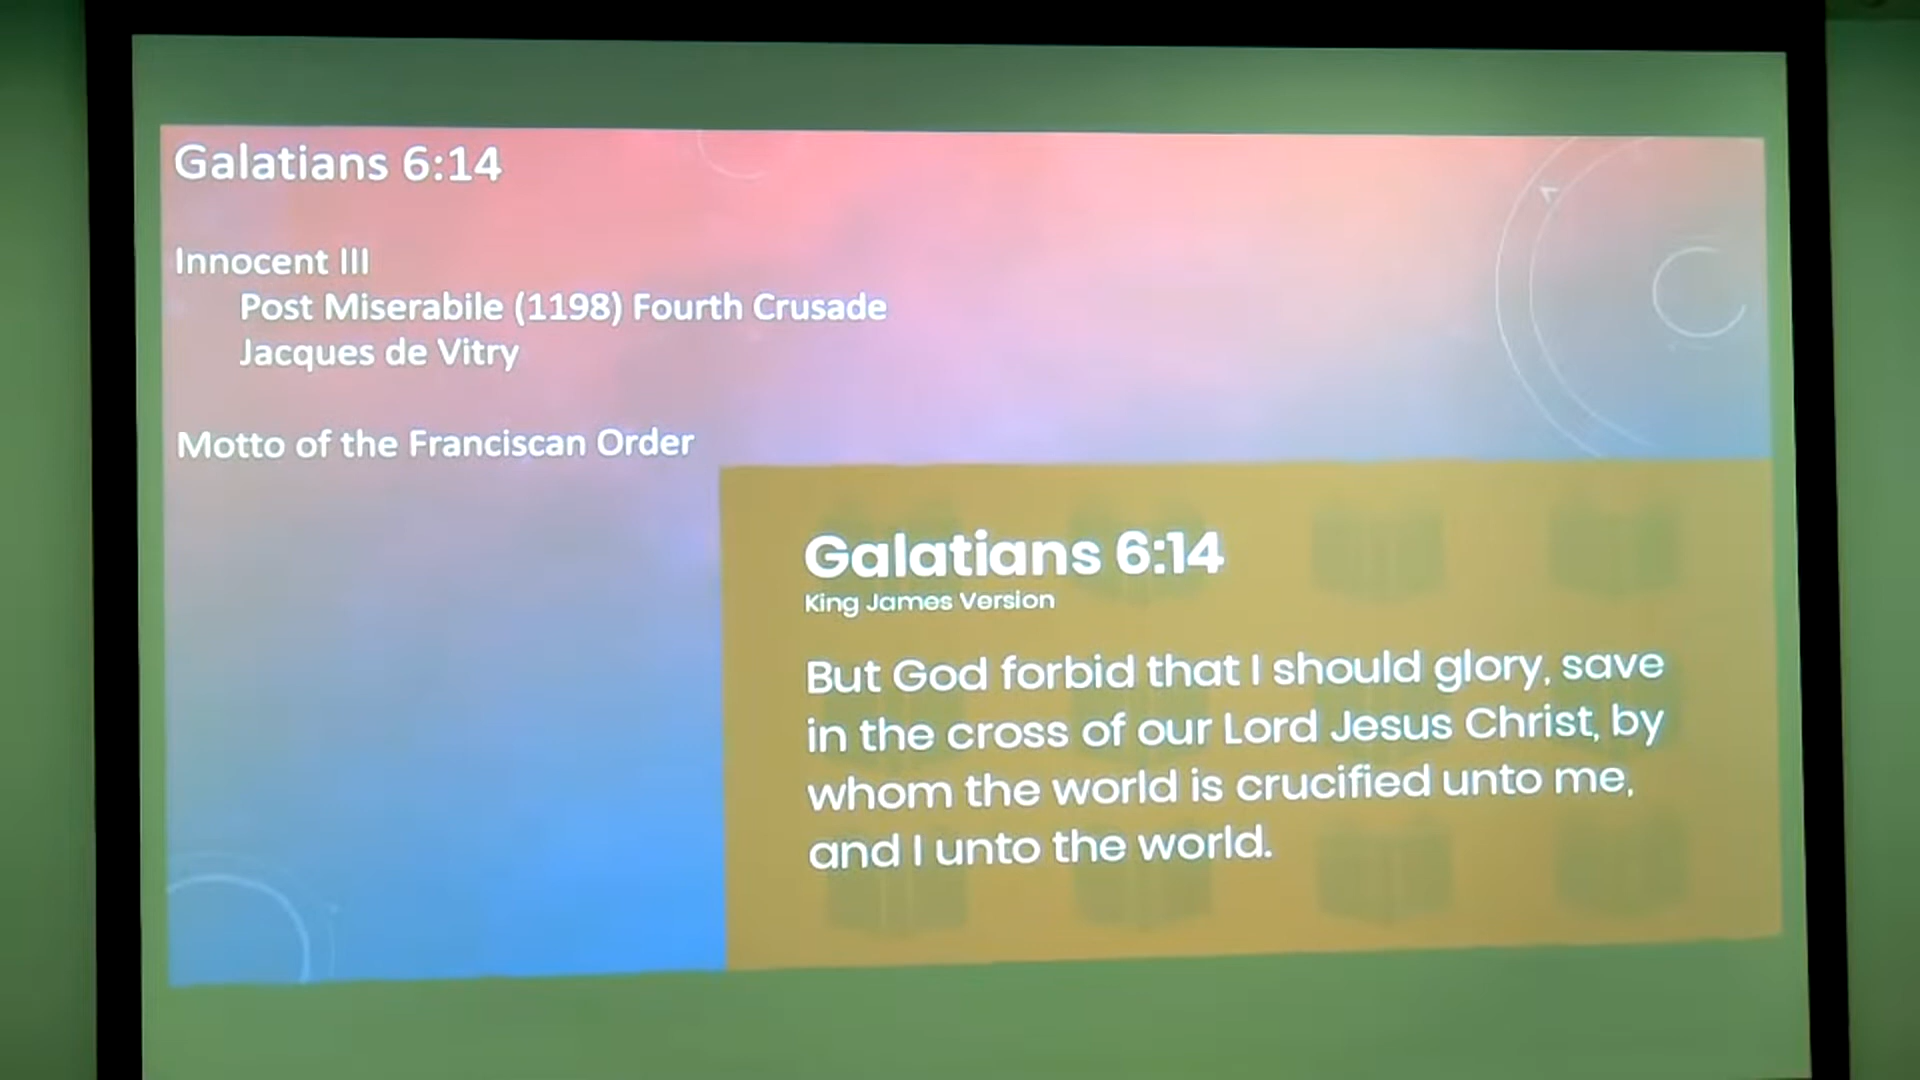 Galatians 6:14
Innocent III
Post Miserabile (1198) Fourth Crusade
Jacques de Vitry
Motto of the Franciscan Order
Galatians 6:14
King James Version
But God forbid that I should glory, save
in the cross of our Lord Jesus Christ, by
whom the world is crucified unto me,
and I unto the world.